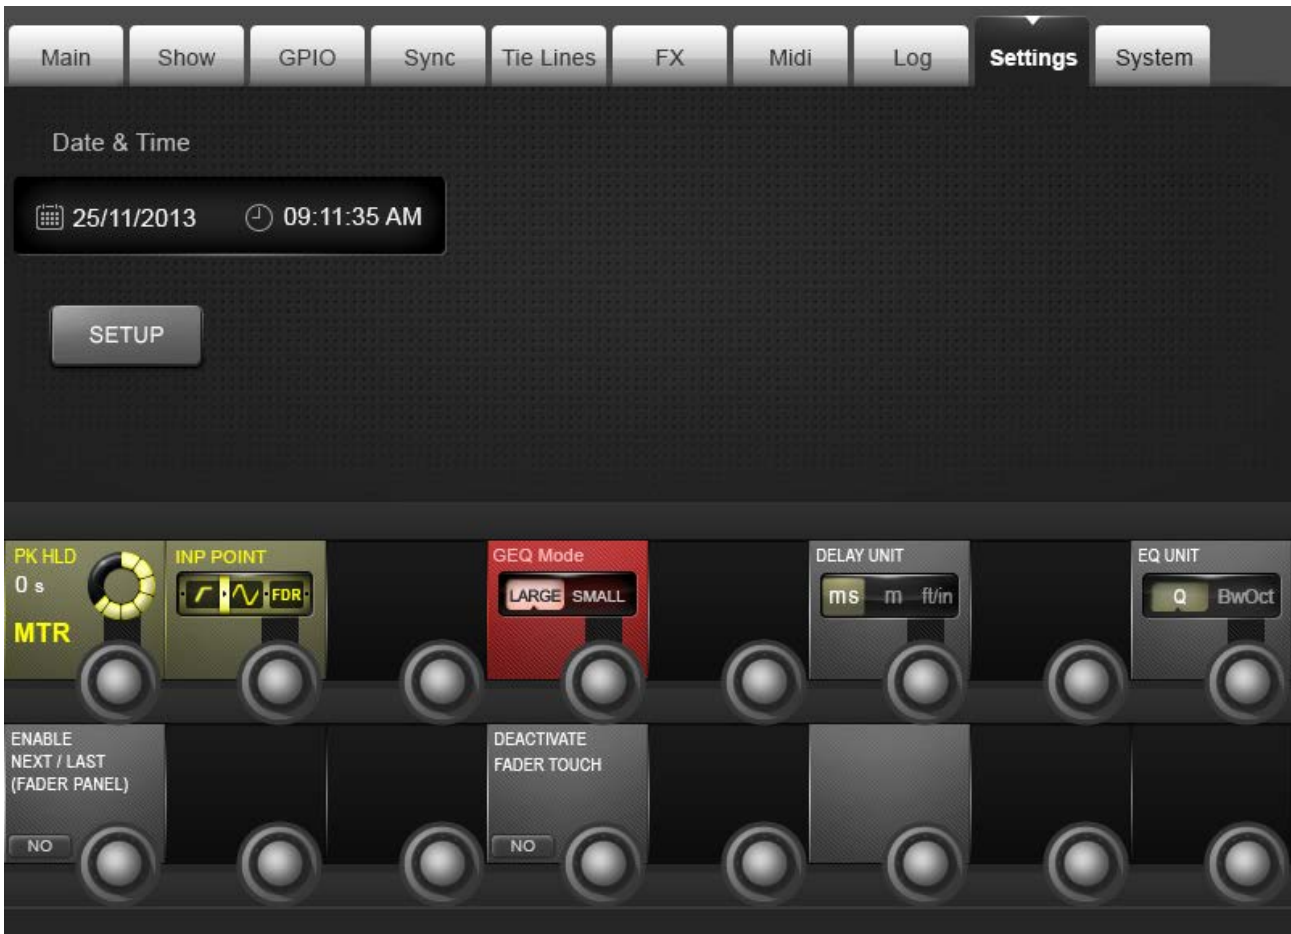 Main Show GPIO Sync Tie Lines FX Midi Log Settings System
Date & Time
25/11/2013 09:11:35 AM
SETUP
PK HLD
0 s
MTR
INP POINT
FDR
GEQ Mode
LARGE SMALL
DELAY UNIT
ms m ft/in
EQ UNIT
Q BwOct
ENABLE
NEXT / LAST
(FADER PANEL)
NO
DEACTIVATE
FADER TOUCH
NO